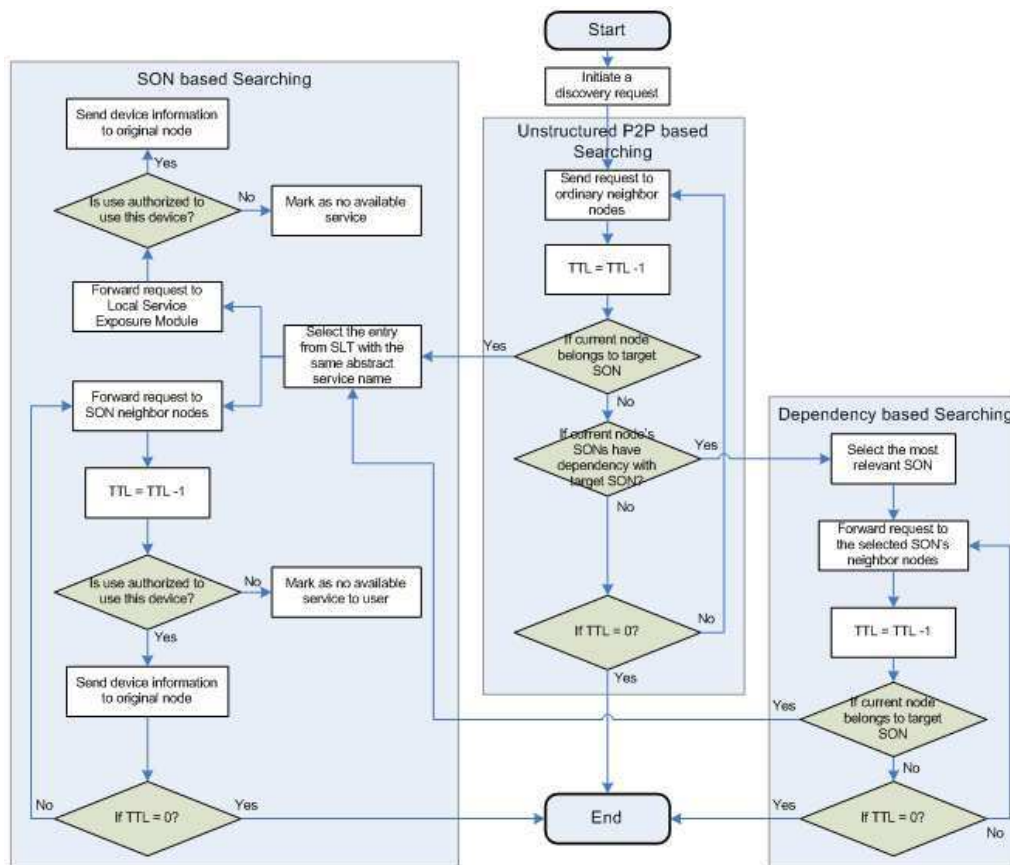 Start
Initiate a
discovery request
SON based Searching
Send device information
to original node
Yes
Is use authorized to
use this device?
No
Mark as no available
service
Forward request to
Local Service
Exposure Module
Select the entry
from SLT with the
same abstract
service name
Forward request to
SON neighbor nodes
TTL = TTL -1
Is use authorized to
use this device?
No
Mark as no available
service to user
Yes
Send device information
to original node
If TTL = 0?
No
Yes
Unstructured P2P based
Searching
Send request to
ordinary neighbor
nodes
TTL = TTL -1
If current node
belongs to target
SON
Yes
No
If current node's
SONs have
dependency with
target SON?
Yes
No
If TTL = 0?
No
Yes
End
Dependency based Searching
Select the most
relevant SON
Forward request to
the selected SON's
neighbor nodes
TTL = TTL -1
If current node
belongs to target
SON
Yes
No
If TTL = 0?
Yes
No